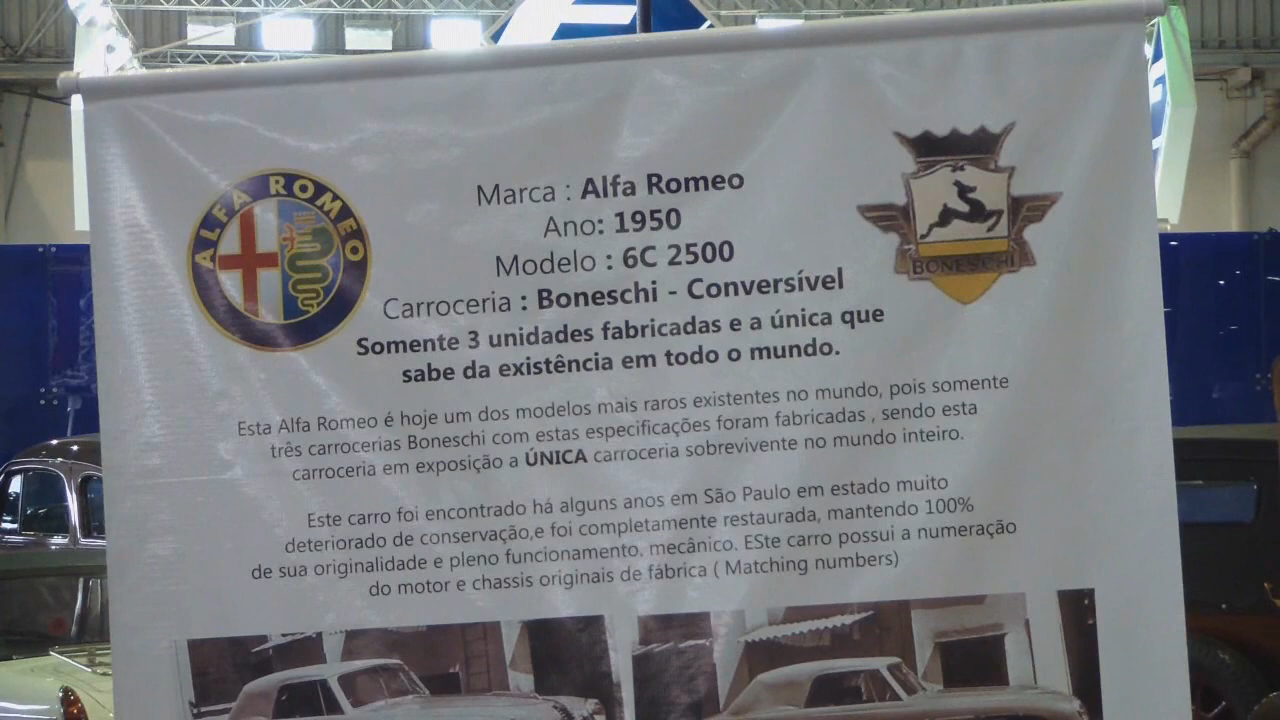 ALFA ROMEO
BONESCHI
Marca : Alfa Romeo
Ano: 1950
Modelo : 6C 2500
Carroceria : Boneschi - Conversível
Somente 3 unidades fabricadas e a única que
sabe da existência em todo o mundo.
Esta Alfa Romeo é hoje um dos modelos mais raros existentes no mundo, pois somente
três carrocerias Boneschi com estas especificações foram fabricadas , sendo esta
carroceria em exposição a ÚNICA carroceria sobrevivente no mundo inteiro.
Este carro foi encontrado há alguns anos em São Paulo em estado muito
deteriorado de conservação,e foi completamente restaurada, mantendo 100%
de sua originalidade e pleno funcionamento, mecânico. ESte carro possui a numeração
do motor e chassis originais de fábrica ( Matching numbers)